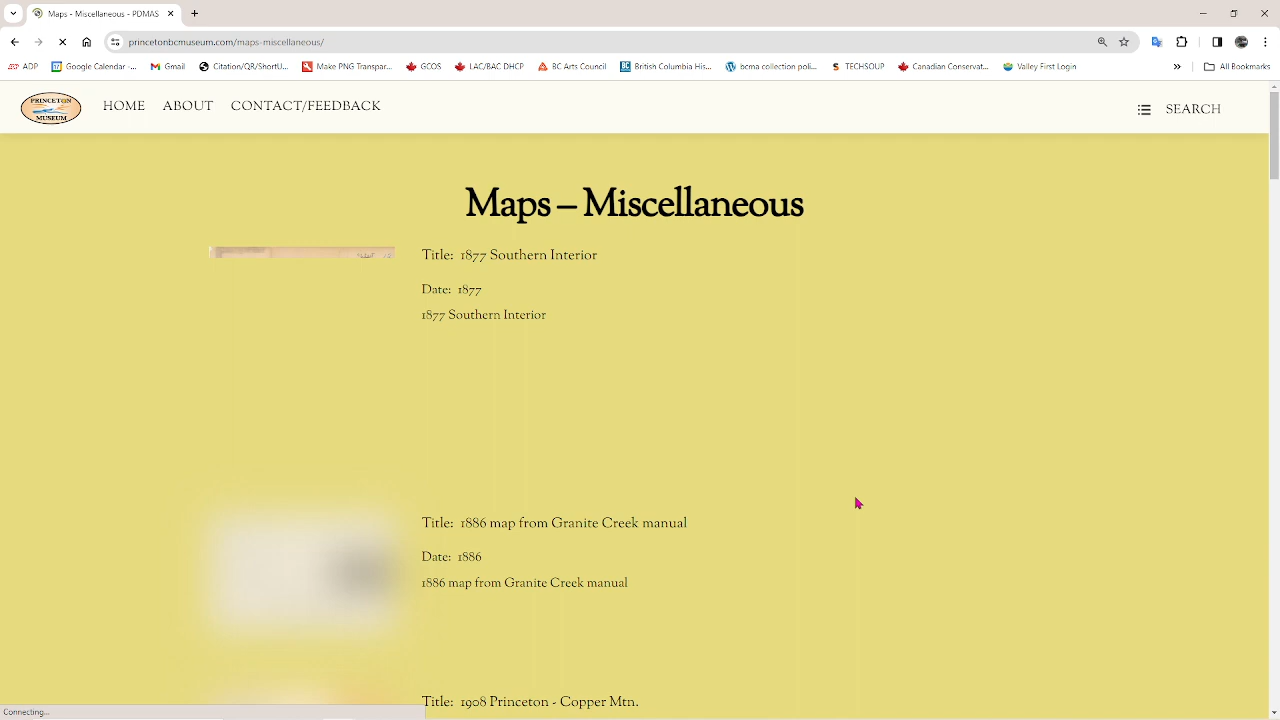 Maps - Miscellaneous - PDMAS
princetonbcmuseum.com/maps-miscellaneous/
ADP
Google Calendar -...
Gmail
Citation/QR/ShortU...
Make PNG Transpar...
GCOS
LAC/BAC DHCP
BC Arts Council
British Columbia His...
bcma collection poli...
TECHSOUP
Canadian Conservat...
Valley First Login
»
All Bookmarks
PRINCETON
MUSEUM
HOME
ABOUT
CONTACT/FEEDBACK
SEARCH
Maps – Miscellaneous
Title: 1877 Southern Interior
Date: 1877
1877 Southern Interior
Title: 1886 map from Granite Creek manual
Date: 1886
1886 map from Granite Creek manual
Title: 1908 Princeton - Copper Mtn.
Connecting...